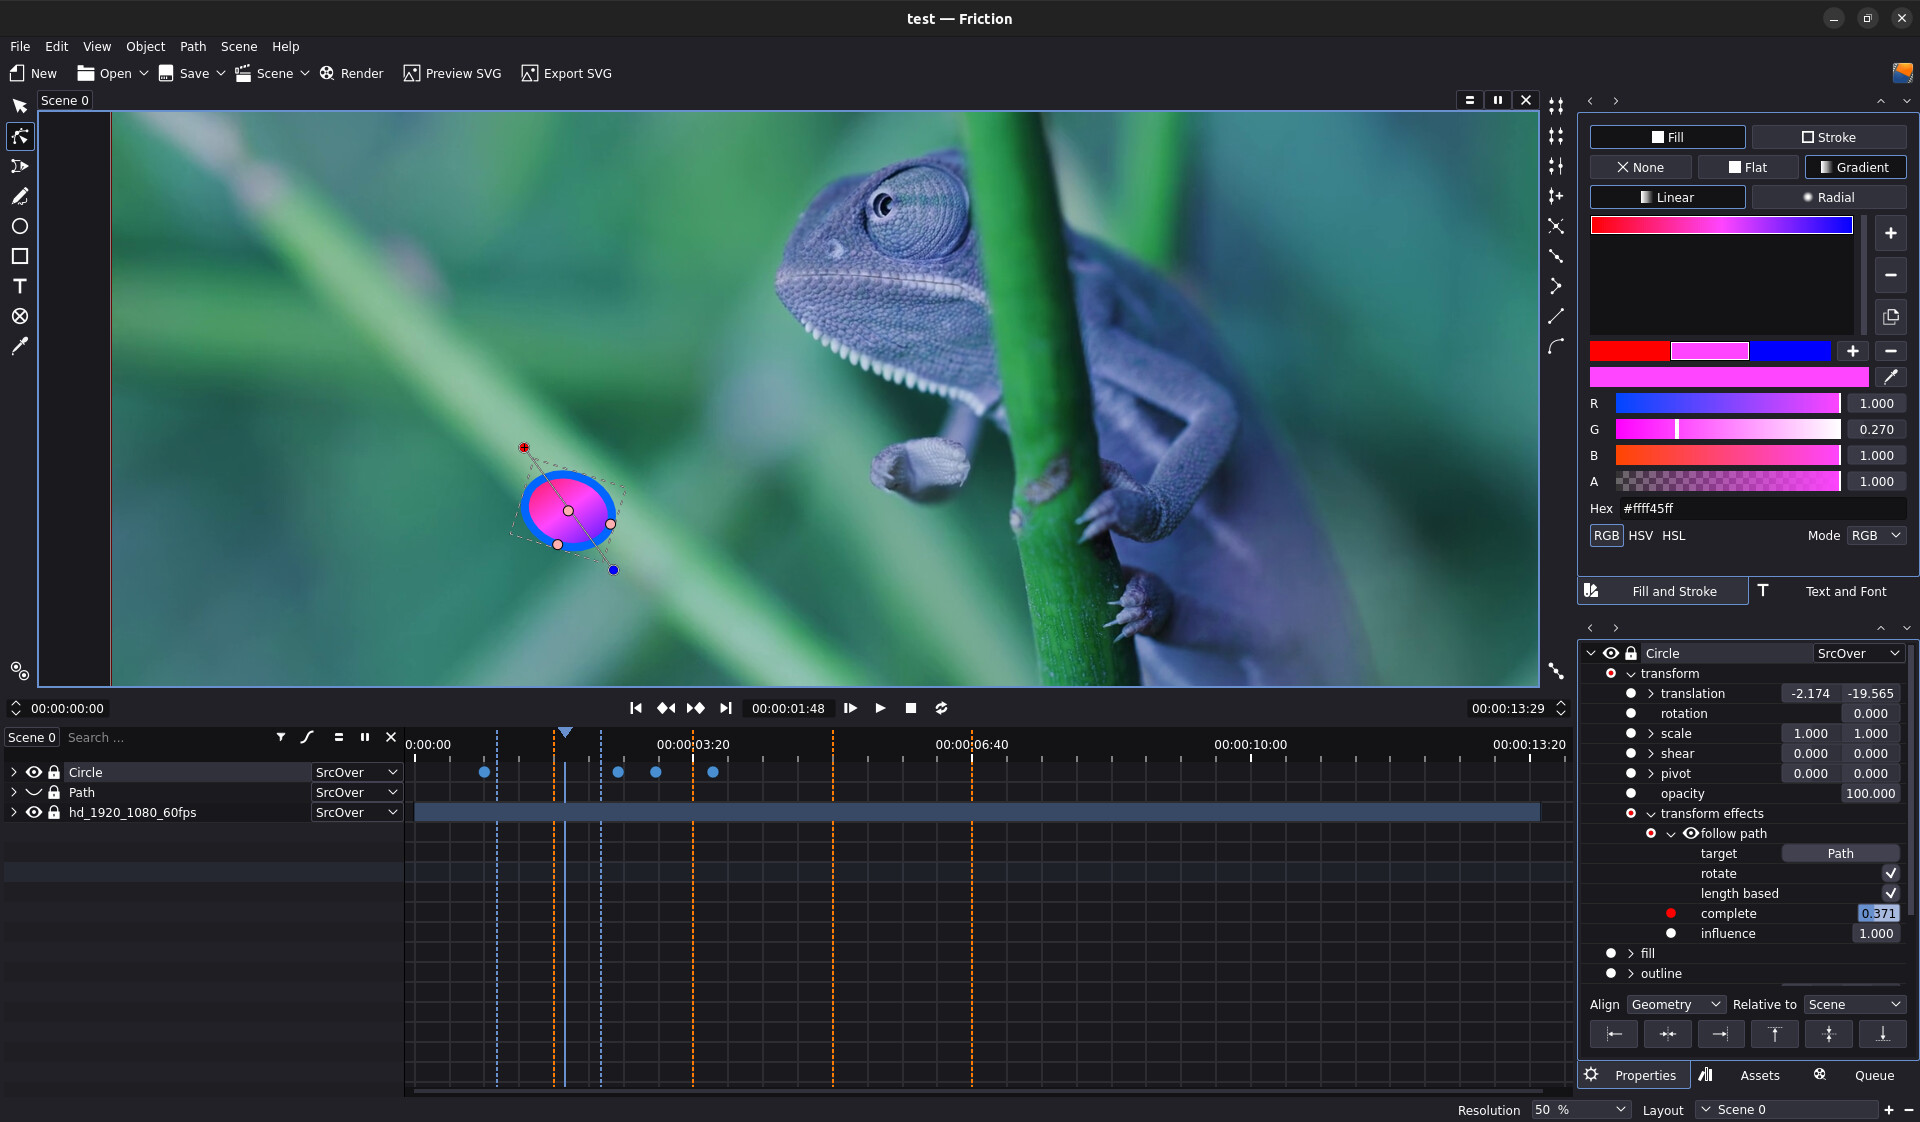 test — Friction
File Edit View Object Path Scene Help
New Open Save Scene Render Preview SVG Export SVG
Scene 0
Fill Stroke
None Flat Gradient
Linear Radial
R 1.000
G 0.270
B 1.000
A 1.000
Hex #ffff45ff
RGB HSV HSL Mode RGB
Fill and Stroke T Text and Font
00:00:00:00 00:00:01:48 00:00:13:29
Scene 0 Search ...
0:00:00 00:00:03:20 00:00:06:40 00:00:10:00 00:00:13:20
Circle SrcOver
Path SrcOver
hd_1920_1080_60fps SrcOver
Circle SrcOver
transform
translation -2.174 -19.565
rotation 0.000
scale 1.000 1.000
shear 0.000 0.000
pivot 0.000 0.000
opacity 100.000
transform effects
follow path
target Path
rotate
length based
complete 0.371
influence 1.000
fill
outline
Align Geometry Relative to Scene
Properties Assets Queue
Resolution 50 % Layout Scene 0